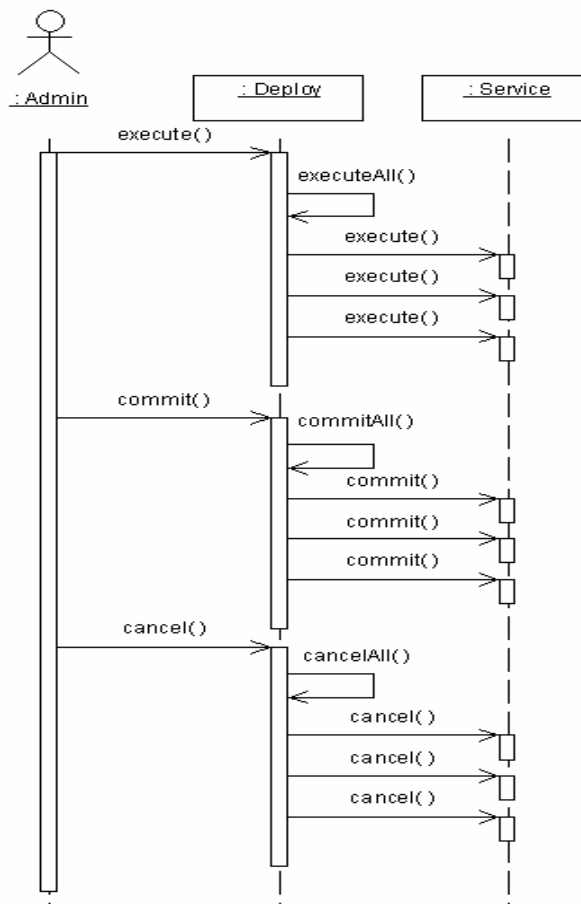 : Admin
: Deploy
: Service
execute()
executeAll()
execute()
execute()
execute()
commit()
commitAll()
commit()
commit()
commit()
cancel()
cancelAll()
cancel()
cancel()
cancel()